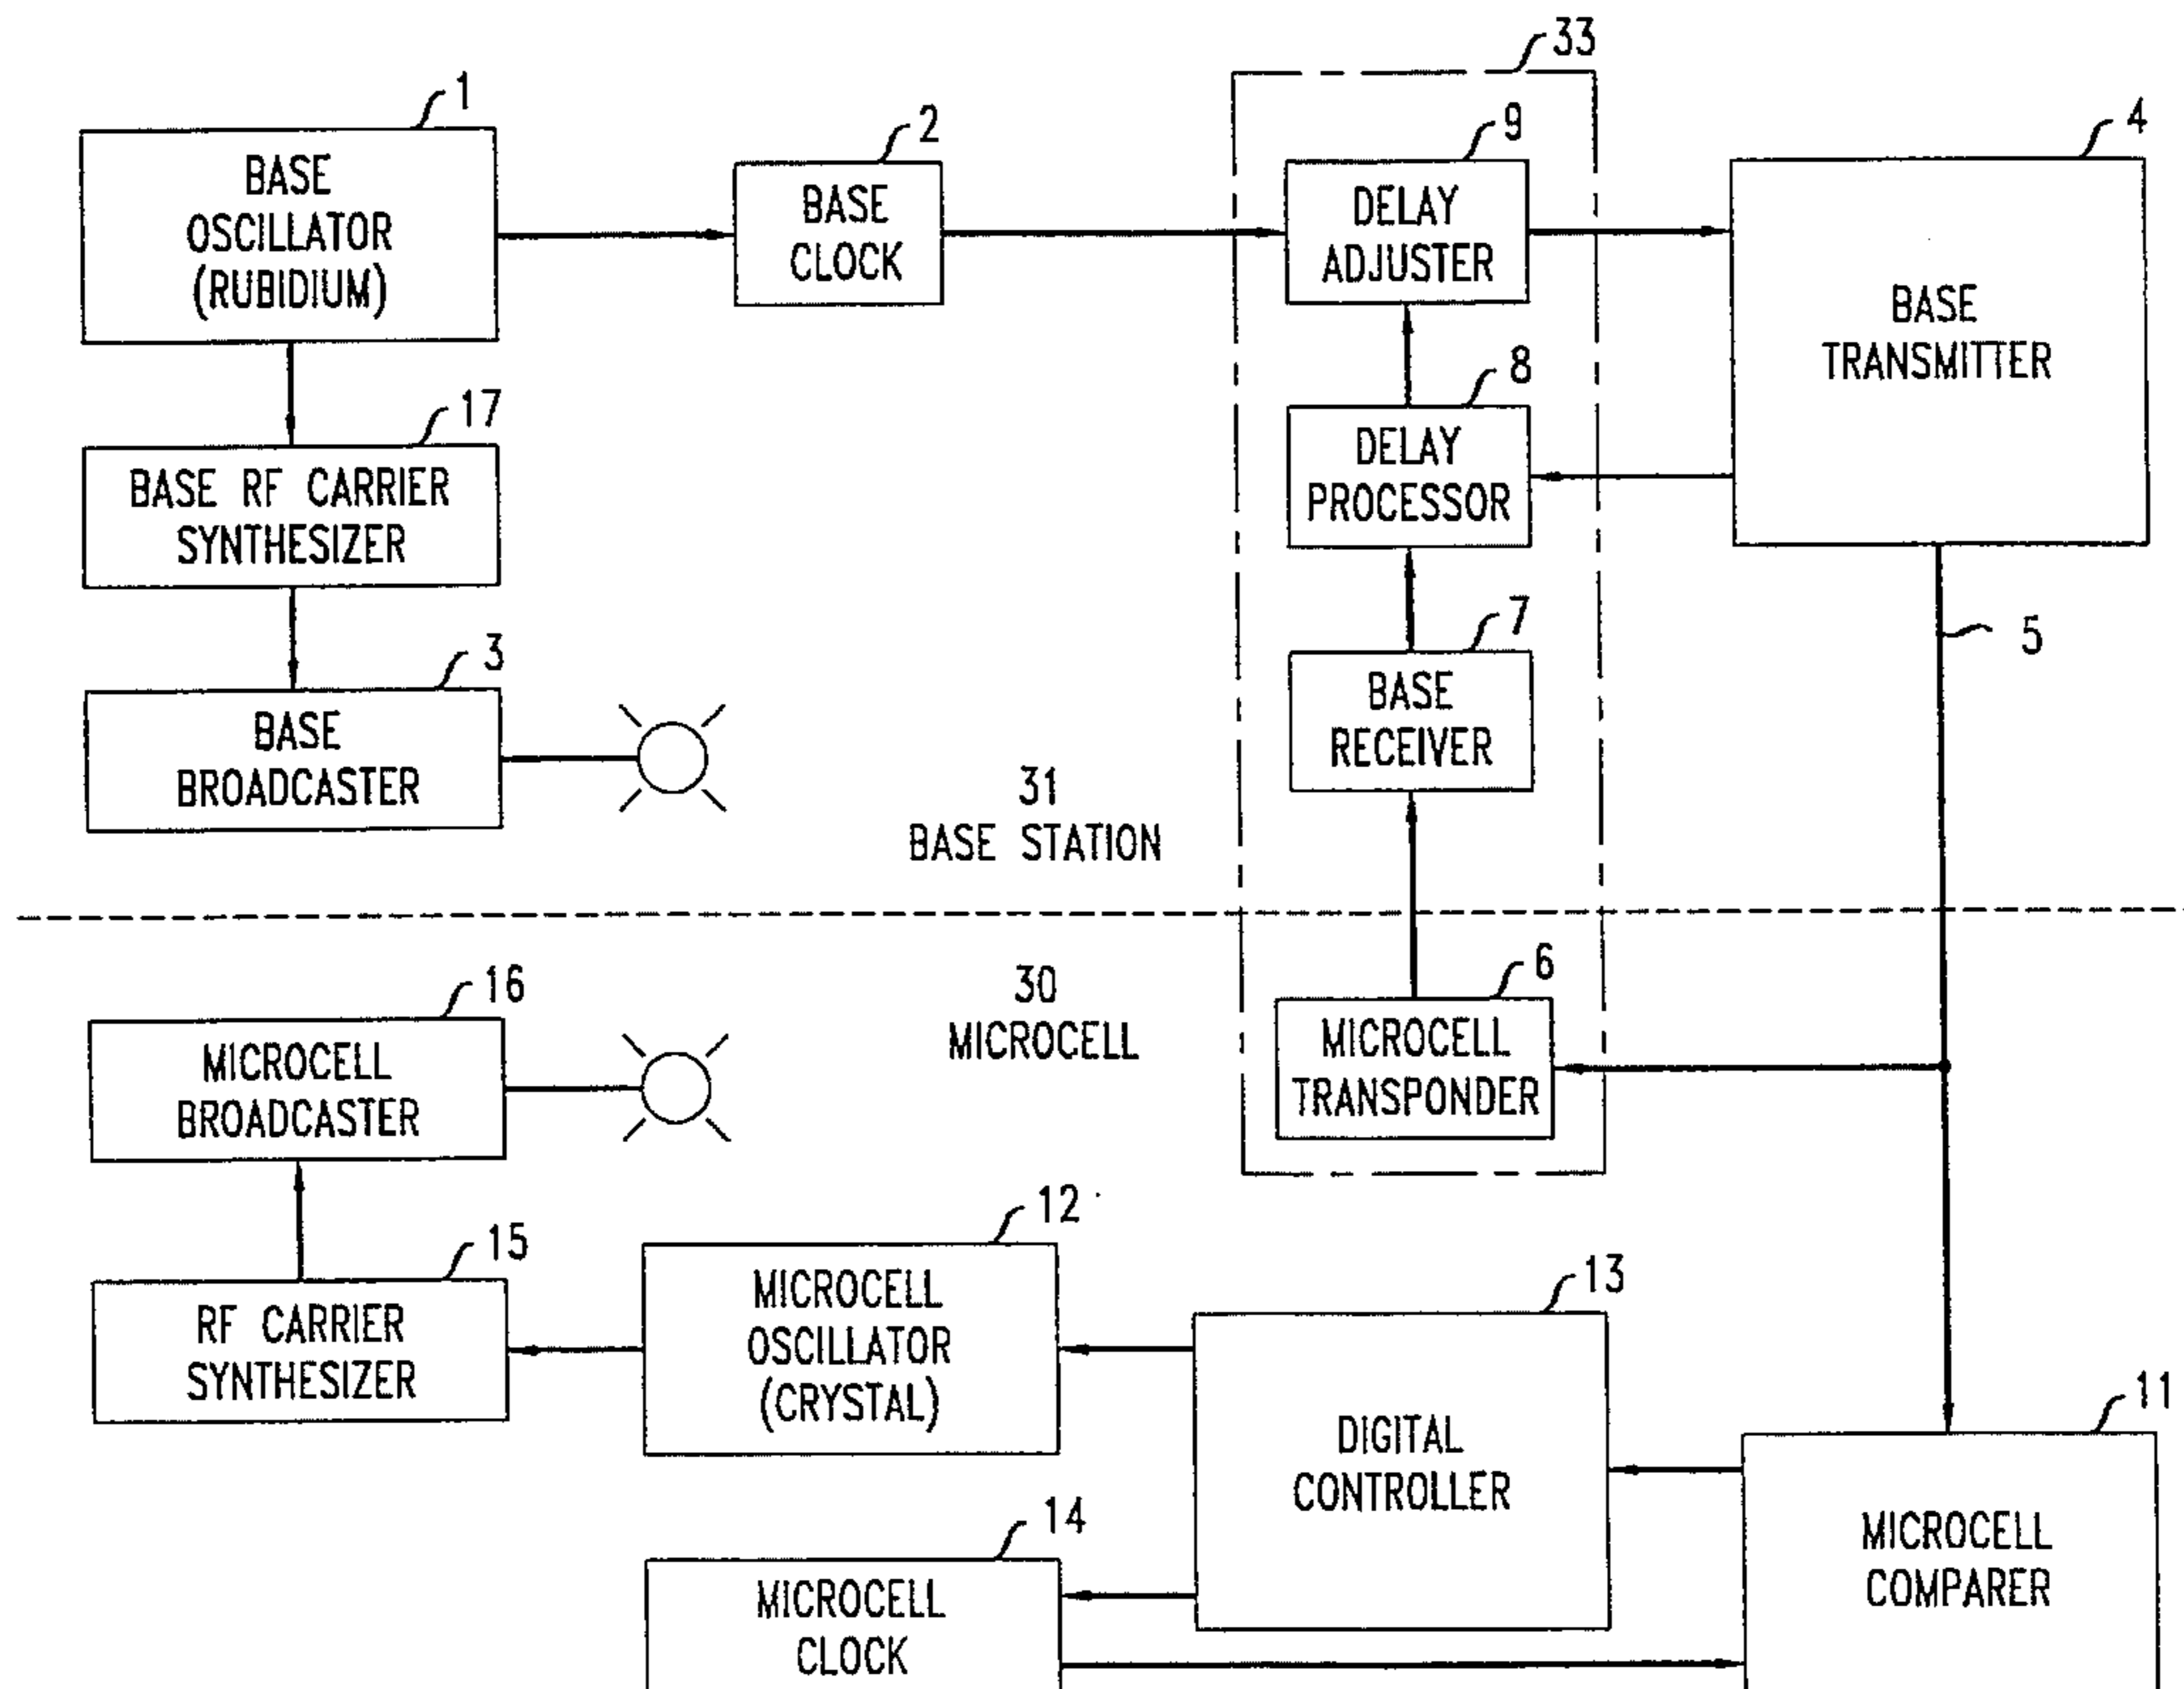 33
1
BASE
OSCILLATOR
(RUBIDIUM)
2
BASE
CLOCK
9
DELAY
ADJUSTER
4
BASE
TRANSMITTER
8
DELAY
PROCESSOR
17
BASE RF CARRIER
SYNTHESIZER
7
BASE
RECEIVER
5
3
BASE
BROADCASTER
31
BASE STATION
30
MICROCELL
6
MICROCELL
TRANSPONDER
16
MICROCELL
BROADCASTER
15
RF CARRIER
SYNTHESIZER
12
MICROCELL
OSCILLATOR
(CRYSTAL)
13
DIGITAL
CONTROLLER
11
MICROCELL
COMPARER
14
MICROCELL
CLOCK